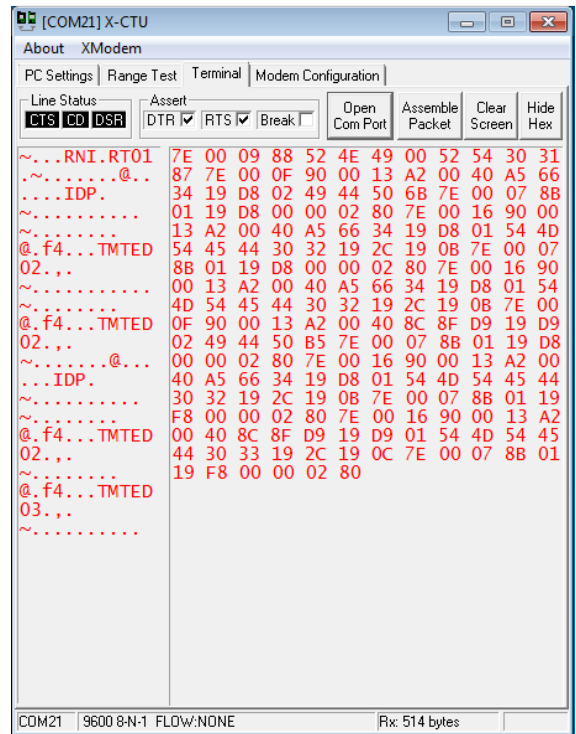 [COM21] X-CTU
About XModem
PC Settings Range Test Terminal Modem Configuration
Line Status
CTS CD DSR
Assert
DTR RTS Break
Open Com Port
Assemble Packet
Clear Screen
Hide Hex
~...RNI.RT01 7E 00 09 88 52 4E 49 00 52 54 30 31
.~.......@.. 87 7E 00 0F 90 00 13 A2 00 40 A5 66
....IDP. 34 19 D8 02 49 44 50 6B 7E 00 07 8B
~.......... 01 19 D8 00 00 02 80 7E 00 16 90 00
~........ 13 A2 00 40 A5 66 34 19 D8 01 54 4D
@.f4...TMTED 54 45 44 30 32 19 2C 19 0B 7E 00 07
02.,. 8B 01 19 D8 00 00 02 80 7E 00 16 90
~........... 00 13 A2 00 40 A5 66 34 19 D8 01 54
~........ 4D 54 45 44 30 32 19 2C 19 0B 7E 00
@.f4...TMTED 0F 90 00 13 A2 00 40 8C 8F D9 19 D9
02.,. 02 49 44 50 B5 7E 00 07 8B 01 19 D8
~.......@... 00 00 02 80 7E 00 16 90 00 13 A2 00
...IDP. 40 A5 66 34 19 D8 01 54 4D 54 45 44
~.......... 30 32 19 2C 19 0B 7E 00 07 8B 01 19
~........ F8 00 00 02 80 7E 00 16 90 00 13 A2
@.f4...TMTED 00 40 8C 8F D9 19 D9 01 54 4D 54 45
02.,. 44 30 33 19 2C 19 0C 7E 00 07 8B 01
~........ 19 F8 00 00 02 80
@.f4...TMTED
03.,.
~..........
COM21 9600 8-N-1 FLOW:NONE Rx: 514 bytes